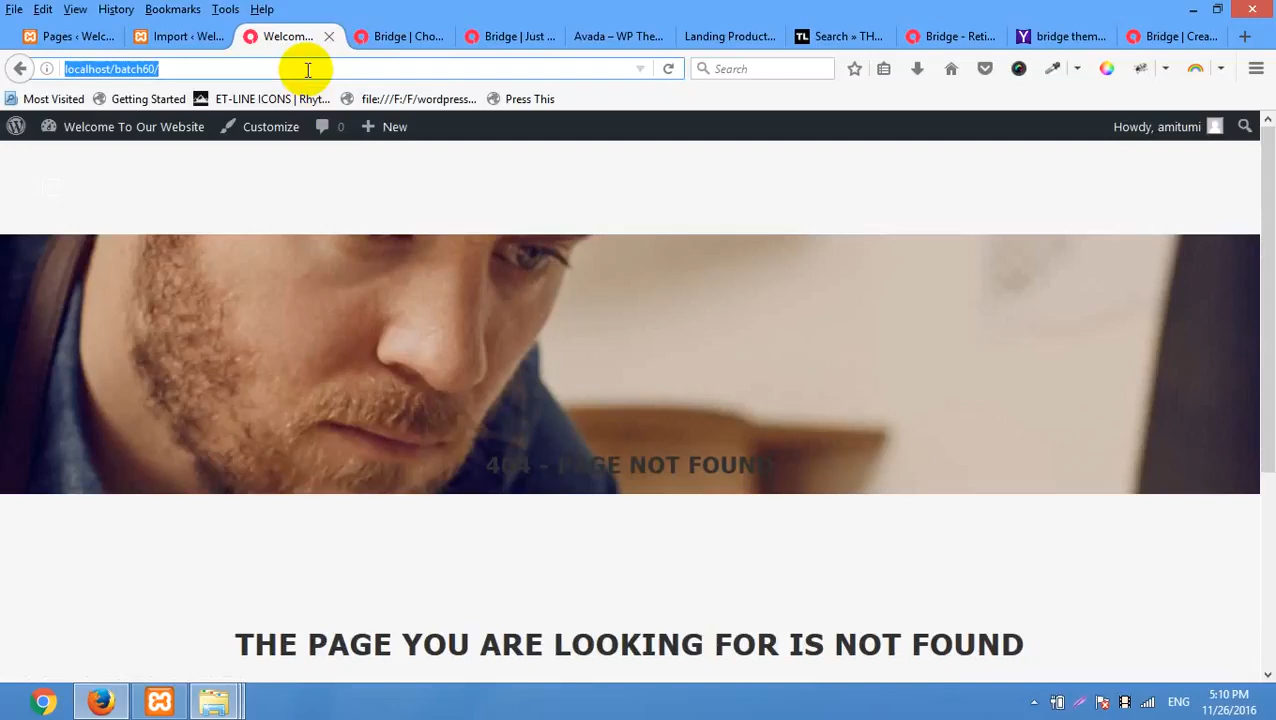 File Edit View History Bookmarks Tools Help
Pages ‹ Welc... Import ‹ Wel... Welcom... Bridge | Cho... Bridge | Just ... Avada – WP The... Landing Product... Search » TH... Bridge - Reti... bridge them... Bridge | Crea...
localhost/batch60/ Search
Most Visited Getting Started ET-LINE ICONS | Rhyt... file:///F:/F/wordpress... Press This
Welcome To Our Website Customize 0 New Howdy, amitumi
404 - PAGE NOT FOUND
THE PAGE YOU ARE LOOKING FOR IS NOT FOUND
ENG 5:10 PM
11/26/2016